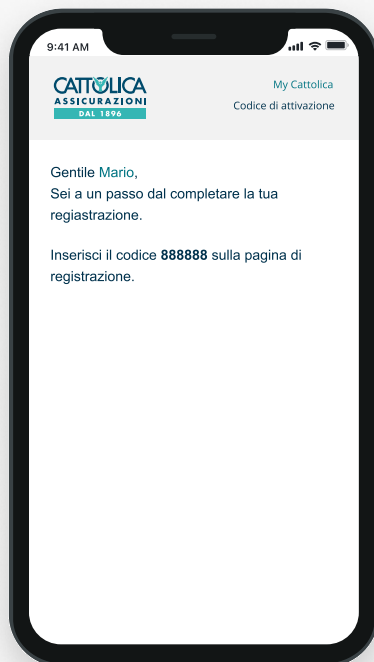 9:41 AM
CATTOLICA
ASSICURAZIONI
DAL 1896
My Cattolica
Codice di attivazione
Gentile Mario,
Sei a un passo dal completare la tua
regiastrazione.
Inserisci il codice 888888 sulla pagina di
registrazione.